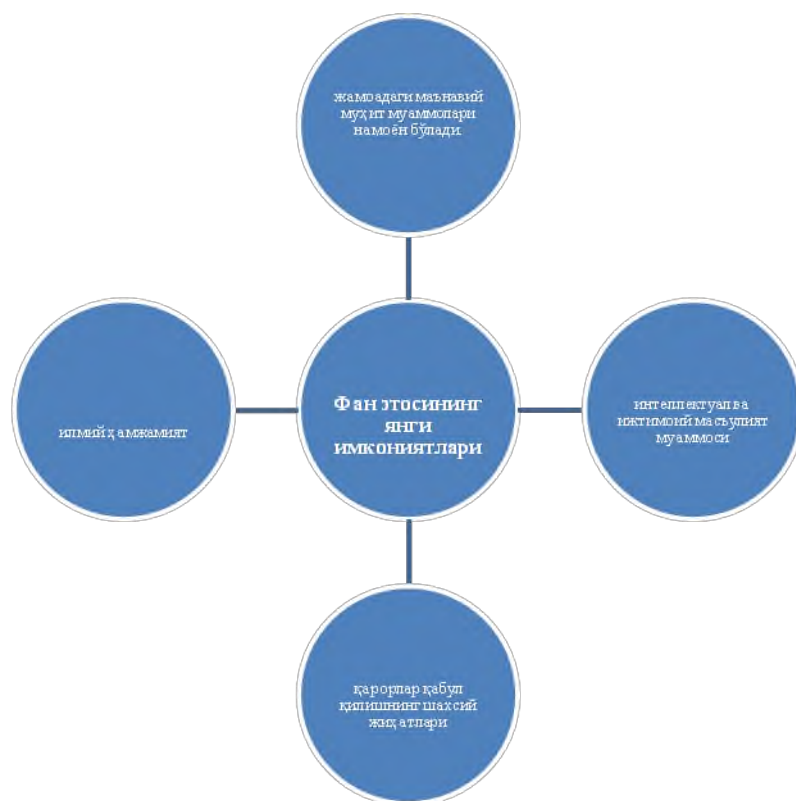 жамоадаги маънавий
муҳит муаммолари
намоён бўлади.
илмий ҳамжамият
Фан этосининг
янги
имкониятлари
интеллектуал ва
ижтимоий масъулият
муаммоси
қарорлар қабул
қилишнинг шахсий
жиҳатлари